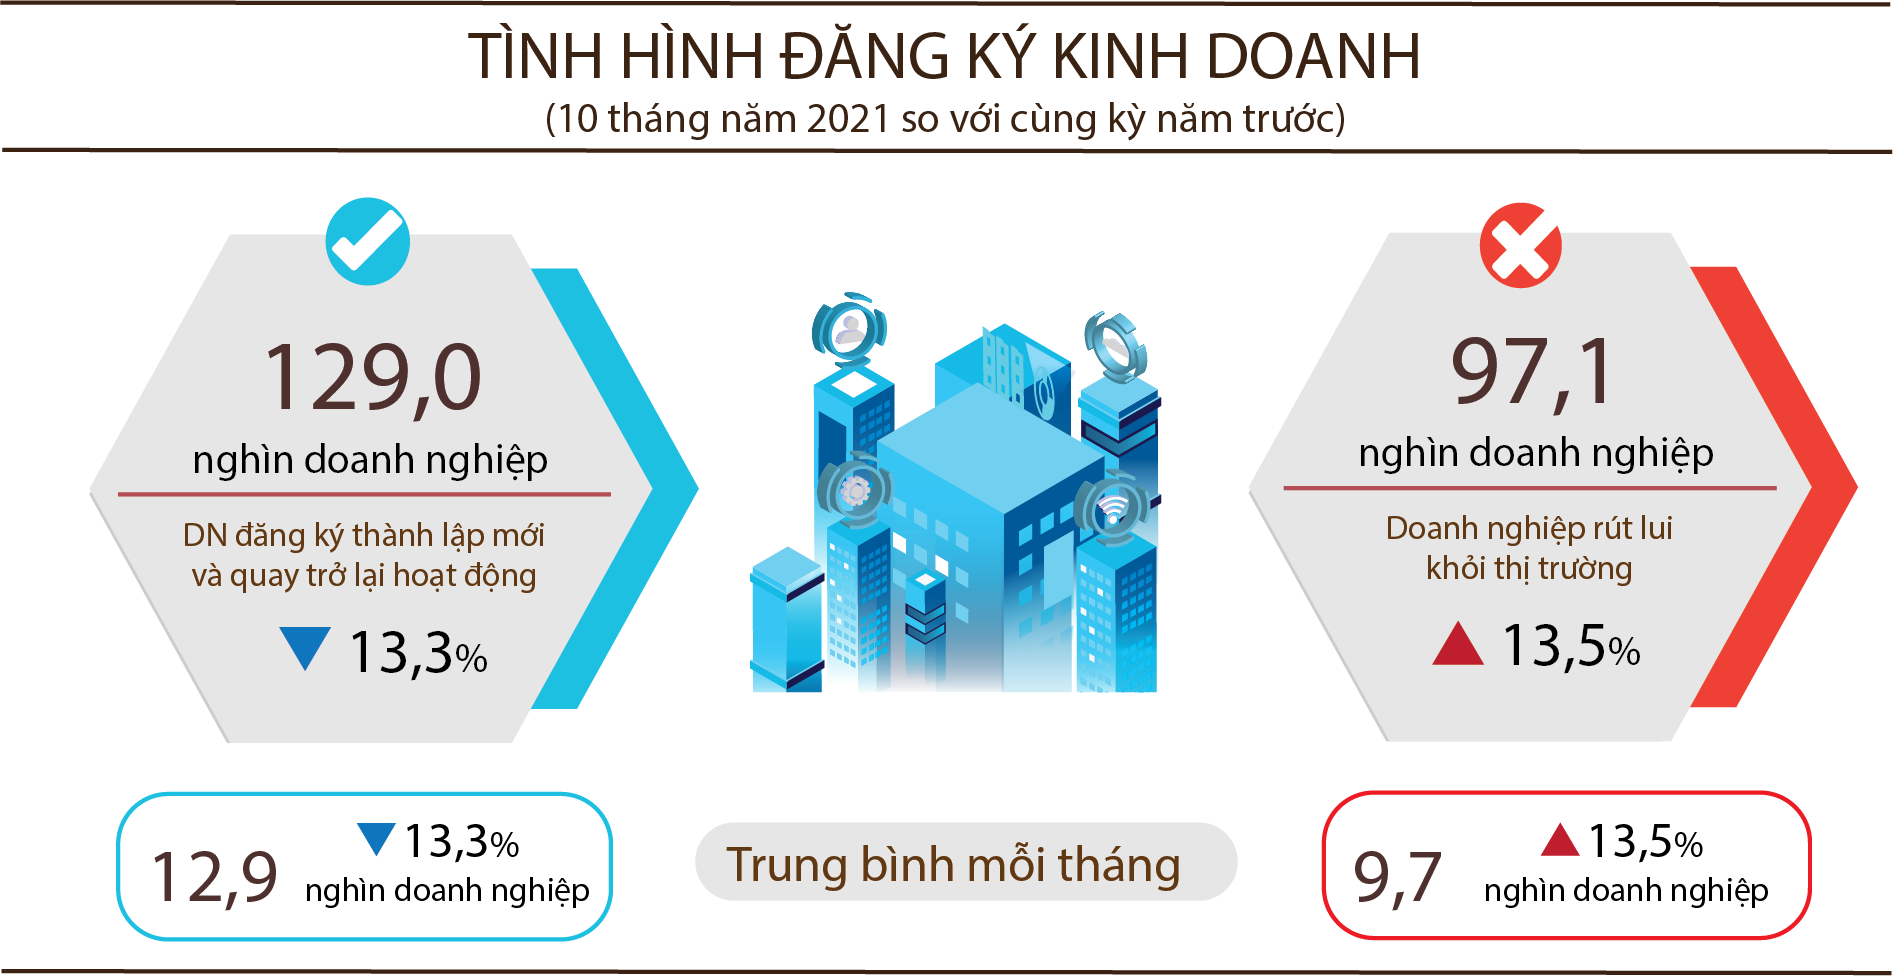 TÌNH HÌNH ĐĂNG KÝ KINH DOANH
(10 tháng năm 2021 so với cùng kỳ năm trước)
129,0
nghìn doanh nghiệp
DN đăng ký thành lập mới
và quay trở lại hoạt động
13,3%
97,1
nghìn doanh nghiệp
Doanh nghiệp rút lui
khỏi thị trường
13,5%
12,9
13,3%
nghìn doanh nghiệp
Trung bình mỗi tháng
9,7
13,5%
nghìn doanh nghiệp